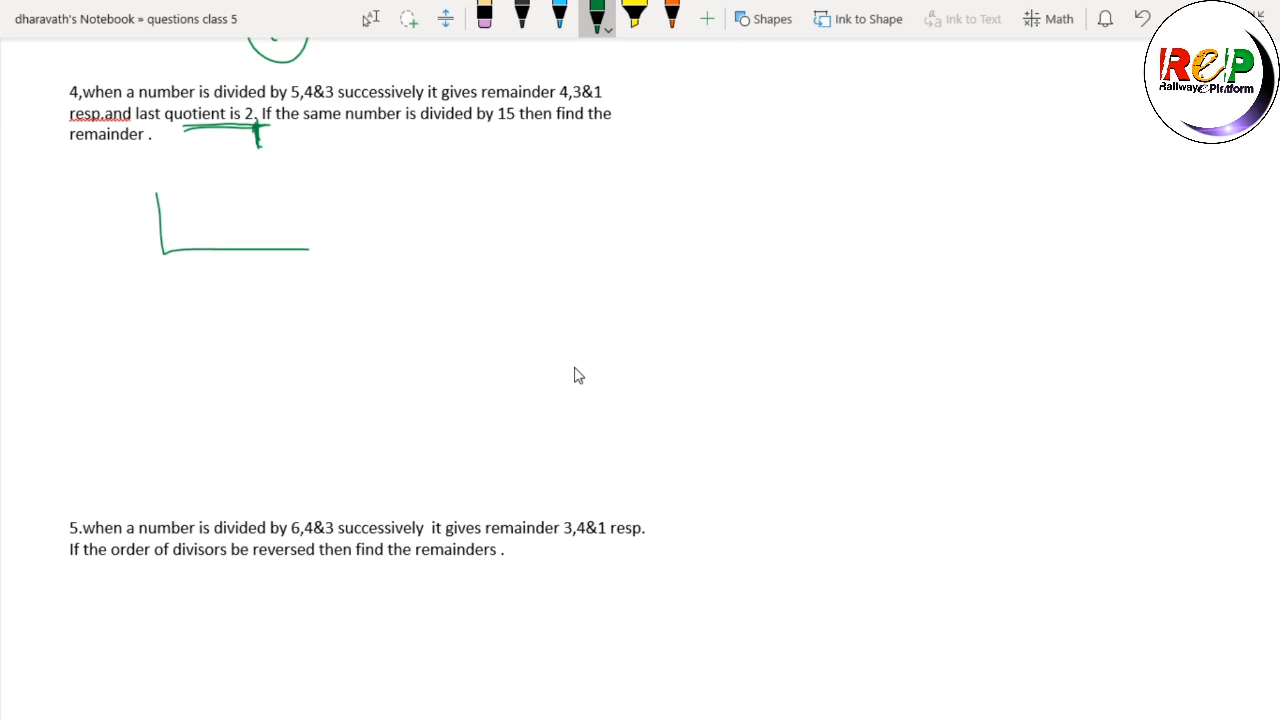 dharavath's Notebook » questions class 5
Shapes
Ink to Shape
Ink to Text
Math
REP
Railways Platform
4,when a number is divided by 5,4&3 successively it gives remainder 4,3&1
resp.and last quotient is 2, If the same number is divided by 15 then find the
remainder .
5.when a number is divided by 6,4&3 successively  it gives remainder 3,4&1 resp.
If the order of divisors be reversed then find the remainders .